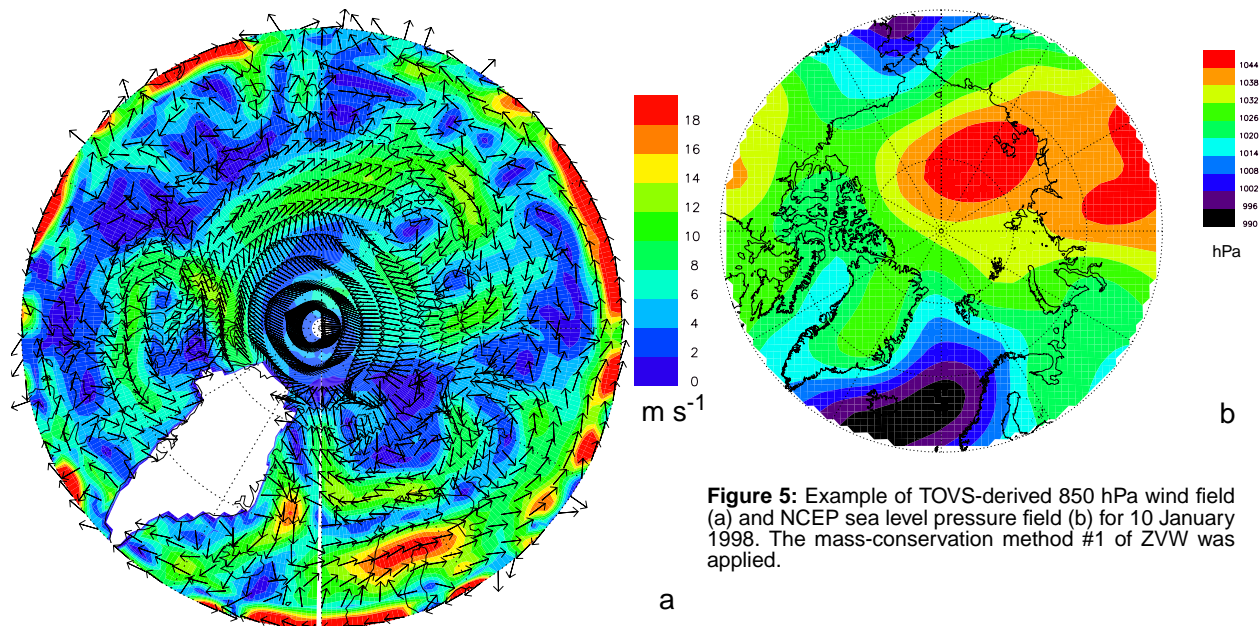 18
16
14
12
10
8
6
4
2
0
m s-1
a
1044
1038
1032
1026
1020
1014
1008
1002
996
990
hPa
b
Figure 5: Example of TOVS-derived 850 hPa wind field
(a) and NCEP sea level pressure field (b) for 10 January
1998. The mass-conservation method #1 of ZVW was
applied.